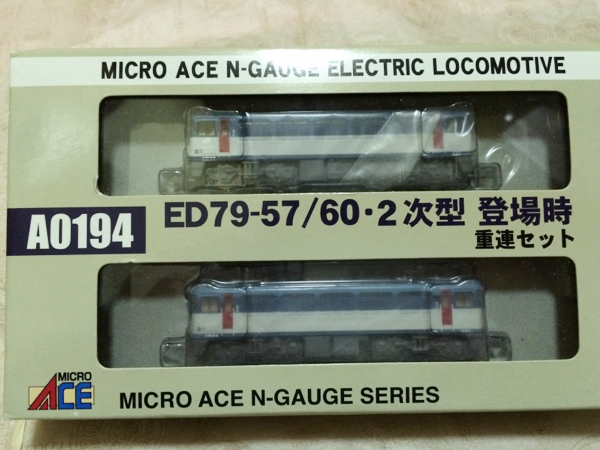 MICRO ACE N-GAUGE ELECTRIC LOCOMOTIVE
A0194
ED79-57/60・2次型 登場時
重連セット
MICRO
ACE
MICRO ACE N-GAUGE SERIES